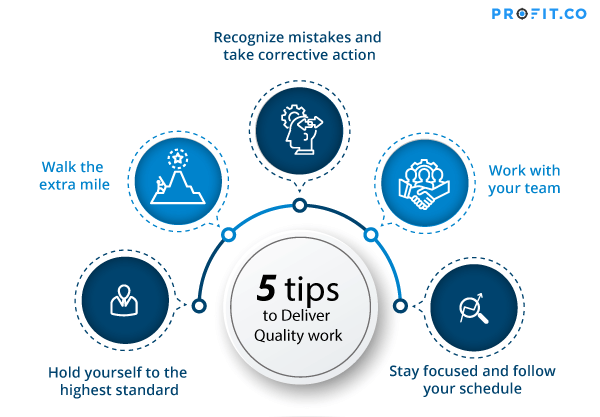 PROFIT.CO
Recognize mistakes and
take corrective action
Walk the
extra mile
Work with
your team
5 tips
to Deliver
Quality work
Hold yourself to the
highest standard
Stay focused and follow
your schedule